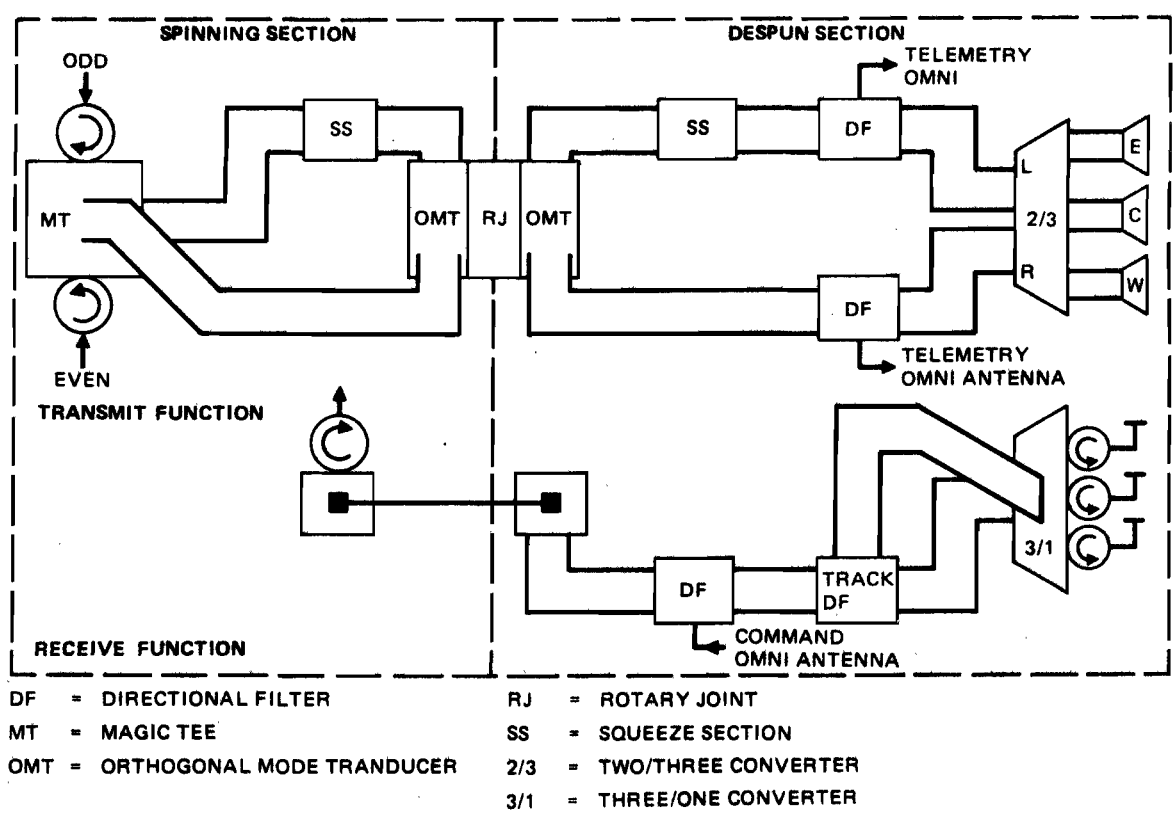 SPINNING SECTION
DESPUN SECTION
ODD
TELEMETRY
OMNI
SS
SS
DF
E
L
MT
OMT
RJ
OMT
2/3
C
R
W
DF
EVEN
TELEMETRY
OMNI ANTENNA
TRANSMIT FUNCTION
3/1
DF
TRACK
DF
COMMAND
OMNI ANTENNA
RECEIVE FUNCTION
DF = DIRECTIONAL FILTER
MT = MAGIC TEE
OMT = ORTHOGONAL MODE TRANDUCER
RJ = ROTARY JOINT
SS = SQUEEZE SECTION
2/3 = TWO/THREE CONVERTER
3/1 = THREE/ONE CONVERTER